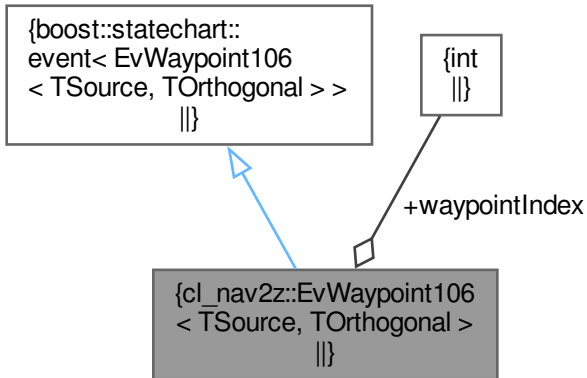 {boost::statechart::
event< EvWaypoint106
< TSource, TOrthogonal > >
||}
{int
||}
+waypointIndex
{cl_nav2z::EvWaypoint106
< TSource, TOrthogonal >
||}